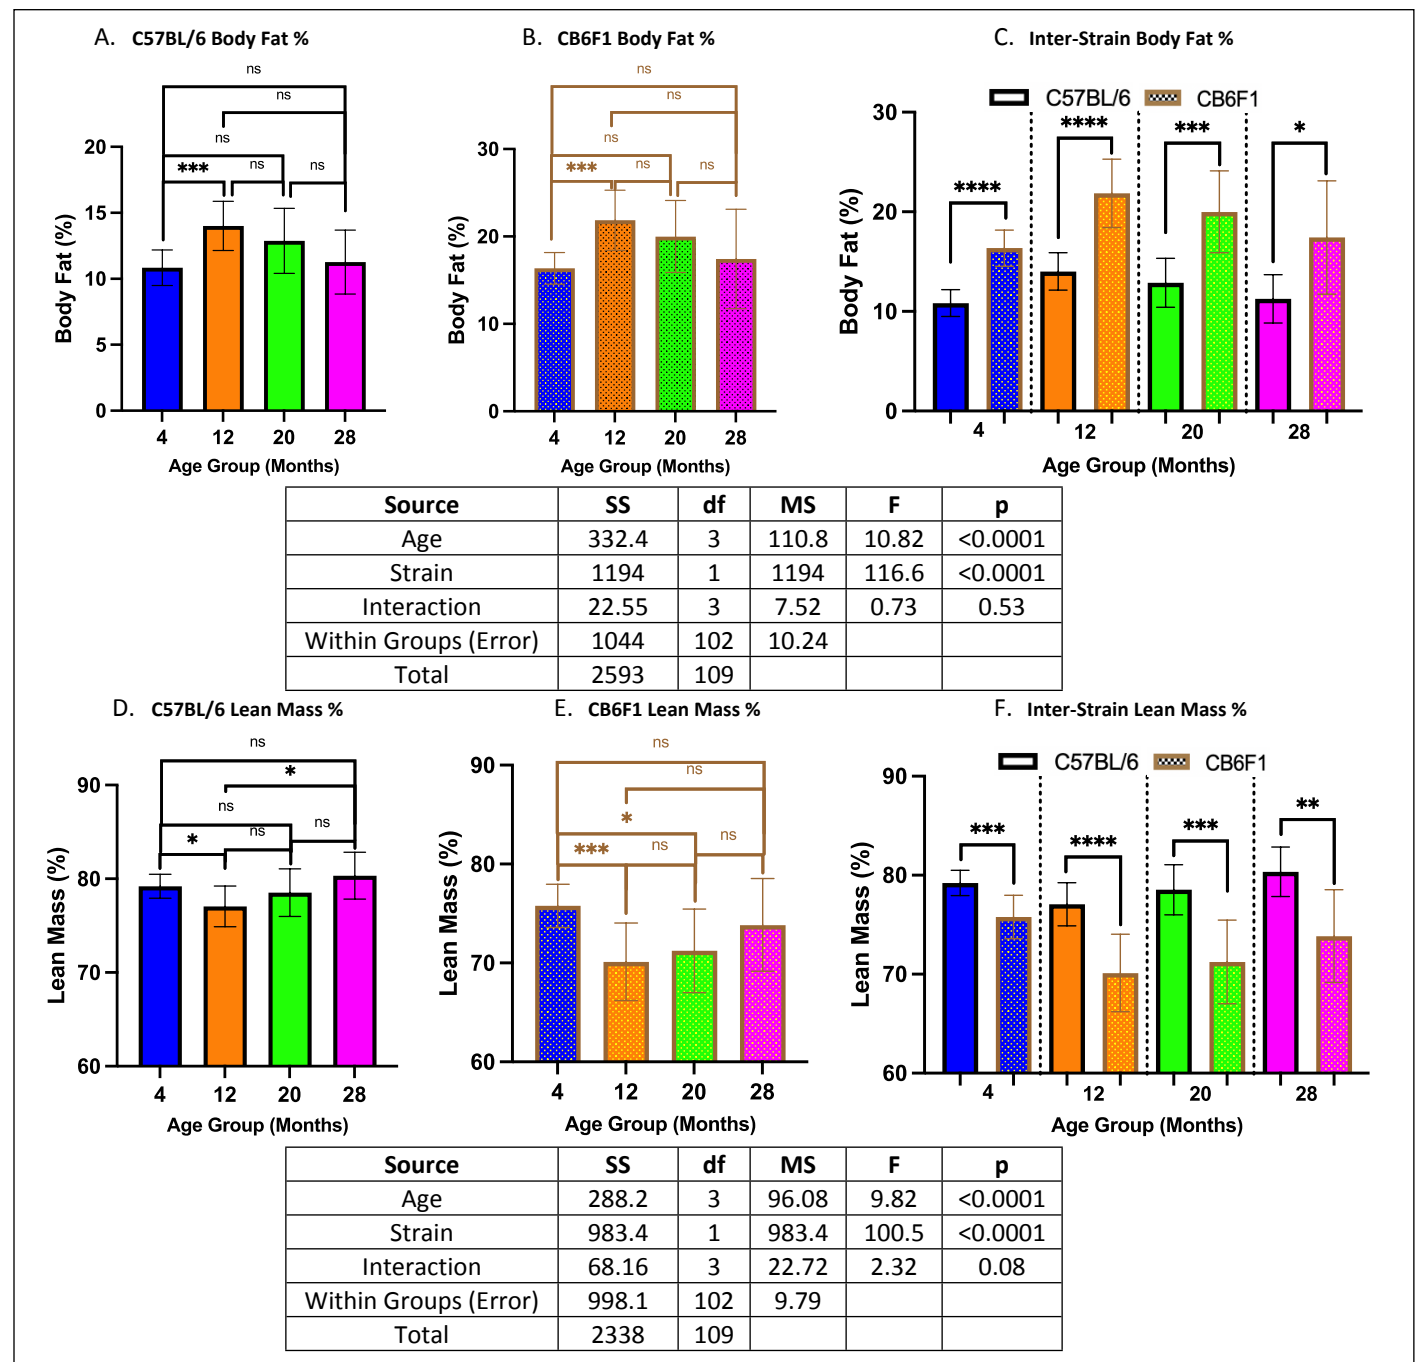 A. C57BL/6 Body Fat %
B. CB6F1 Body Fat %
C. Inter-Strain Body Fat %
ns
ns
ns
***
ns
ns
20
15
10
5
0
Body Fat (%)
4 12 20 28
Age Group (Months)
ns
ns
ns
***
ns
ns
30
20
10
0
Body Fat (%)
4 12 20 28
Age Group (Months)
C57BL/6 CB6F1
****
****
***
*
30
20
10
0
Body Fat (%)
4 12 20 28
Age Group (Months)
Source SS df MS F p
Age 332.4 3 110.8 10.82 <0.0001
Strain 1194 1 1194 116.6 <0.0001
Interaction 22.55 3 7.52 0.73 0.53
Within Groups (Error) 1044 102 10.24
Total 2593 109
D. C57BL/6 Lean Mass %
E. CB6F1 Lean Mass %
F. Inter-Strain Lean Mass %
ns
*
ns
*
ns
ns
90
80
70
60
Lean Mass (%)
4 12 20 28
Age Group (Months)
ns
ns
*
***
ns
ns
90
80
70
60
Lean Mass (%)
4 12 20 28
Age Group (Months)
C57BL/6 CB6F1
***
****
***
**
90
80
70
60
Lean Mass (%)
4 12 20 28
Age Group (Months)
Source SS df MS F p
Age 288.2 3 96.08 9.82 <0.0001
Strain 983.4 1 983.4 100.5 <0.0001
Interaction 68.16 3 22.72 2.32 0.08
Within Groups (Error) 998.1 102 9.79
Total 2338 109